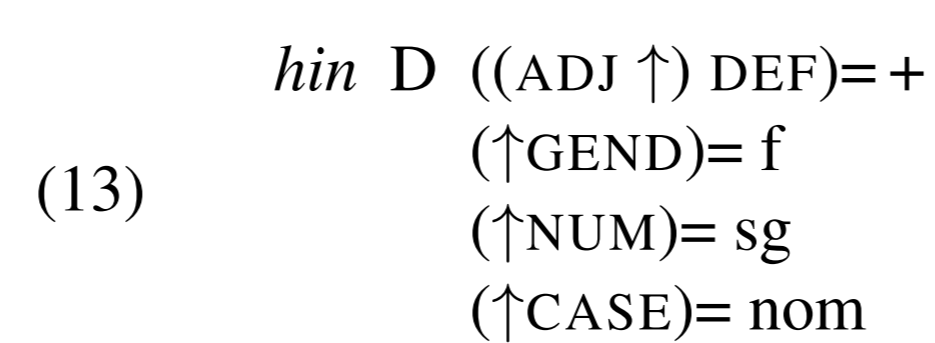 hin D ((ADJ ↑) DEF)= +
(↑GEND)= f
(13)
(↑NUM)= sg
(↑CASE)= nom